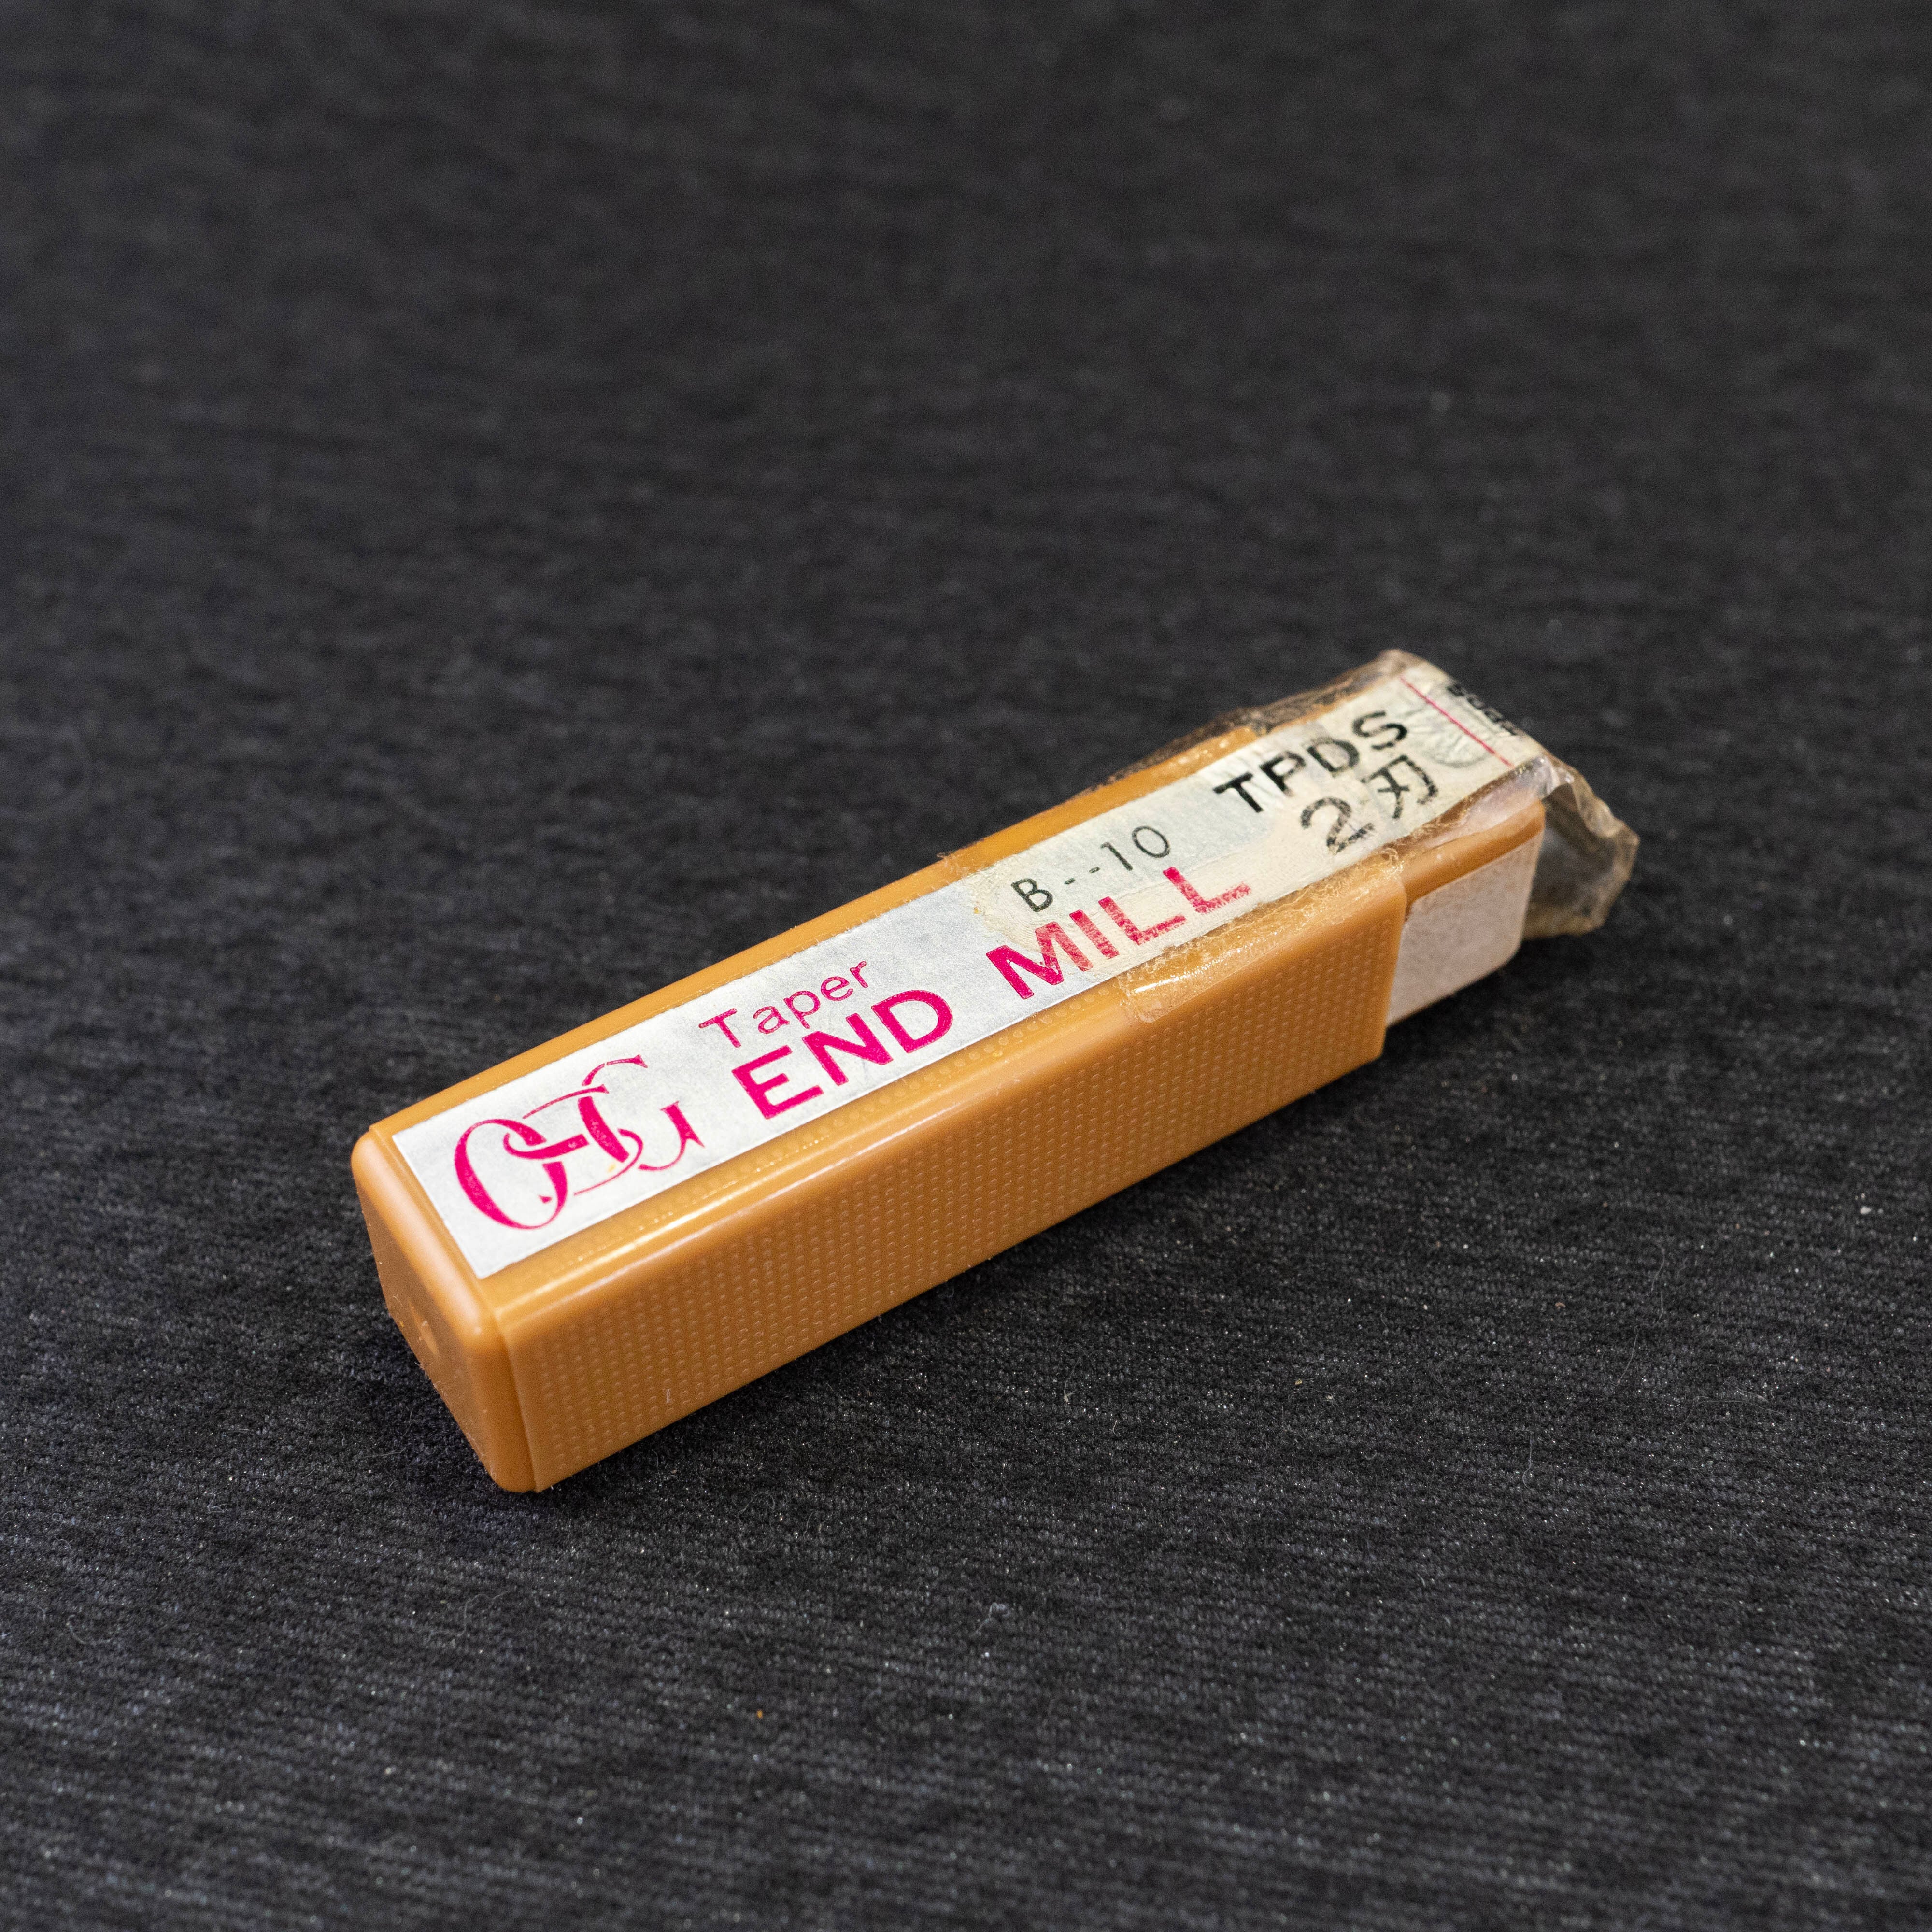 OSG
Taper
END MILL
B--10
TPDS
2刃